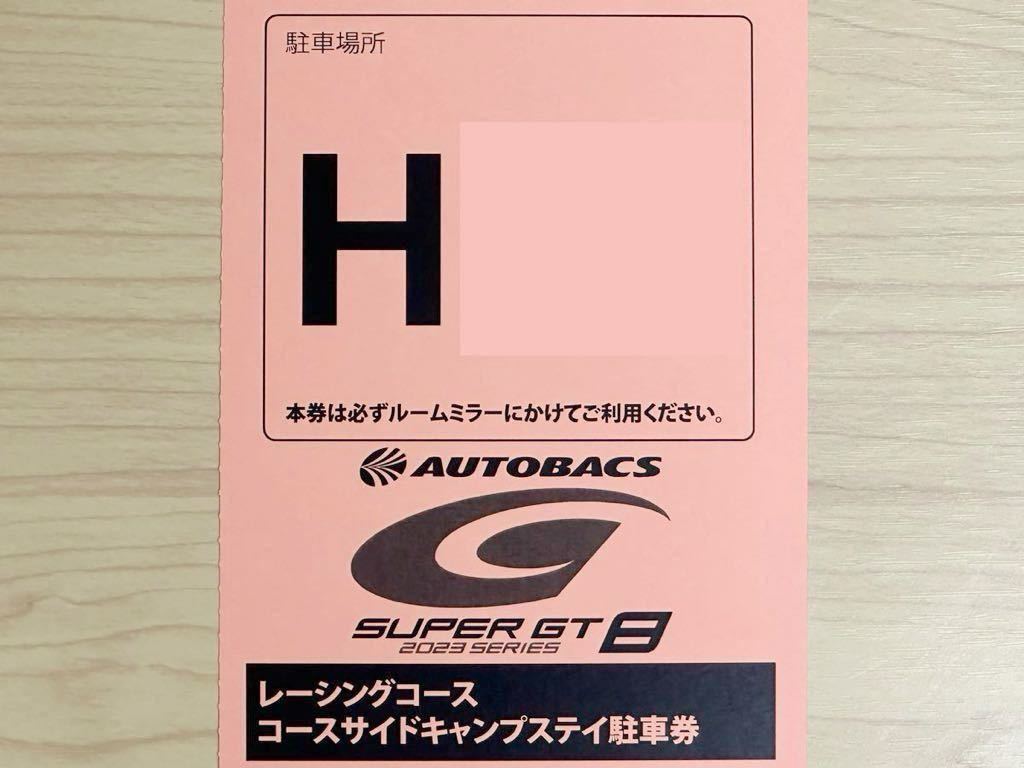 駐車場所
H
本券は必ずルームミラーにかけてご利用ください。
AUTOBACS
SUPER GT 8
2023 SERIES
レーシングコース
コースサイドキャンプステイ駐車券